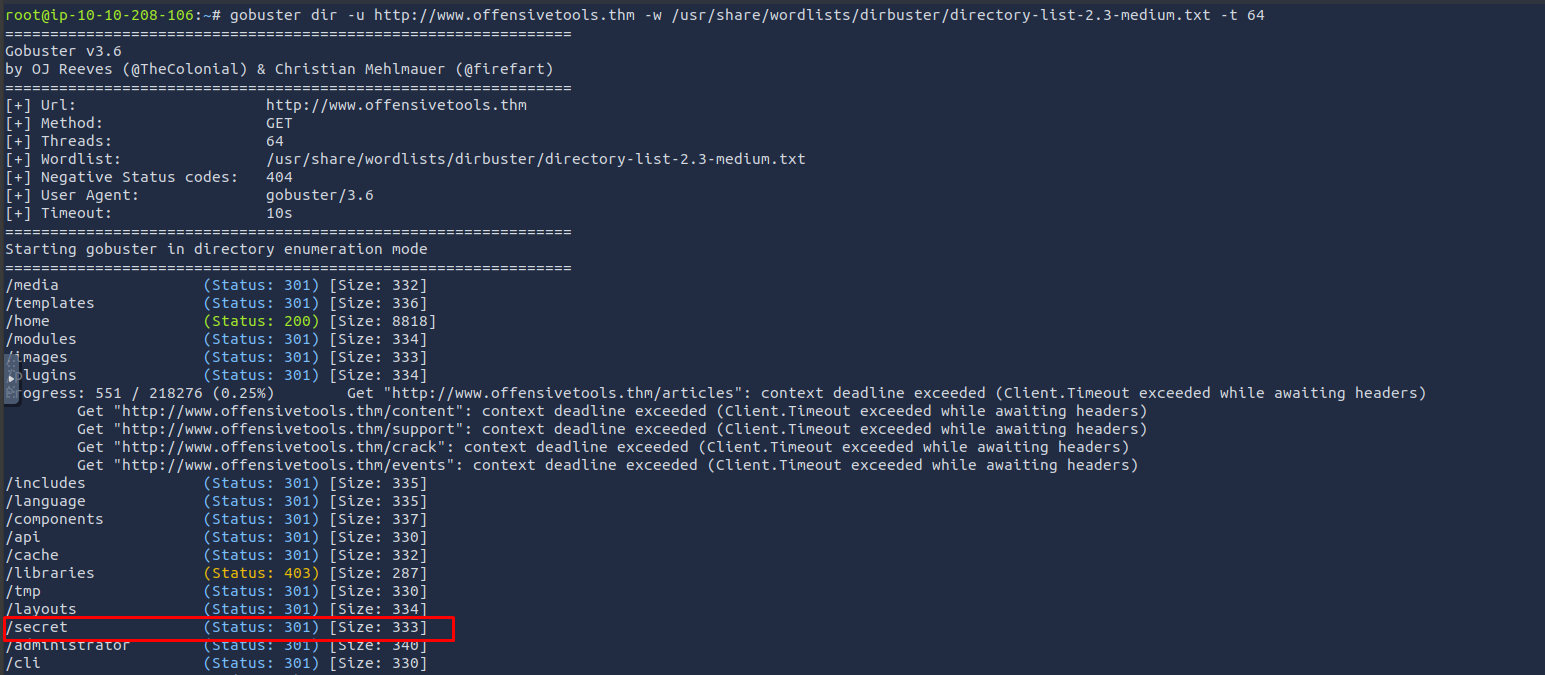 root@ip-10-10-208-106:~# gobuster dir -u http://www.offensivetools.thm -w /usr/share/wordlists/dirbuster/directory-list-2.3-medium.txt -t 64
===============================================================
Gobuster v3.6
by OJ Reeves (@TheColonial) & Christian Mehlmauer (@firefart)
===============================================================
[+] Url:                     http://www.offensivetools.thm
[+] Method:                  GET
[+] Threads:                 64
[+] Wordlist:                /usr/share/wordlists/dirbuster/directory-list-2.3-medium.txt
[+] Negative Status codes:   404
[+] User Agent:              gobuster/3.6
[+] Timeout:                 10s
===============================================================
Starting gobuster in directory enumeration mode
===============================================================
/media                (Status: 301) [Size: 332]
/templates            (Status: 301) [Size: 336]
/home                 (Status: 200) [Size: 8818]
/modules              (Status: 301) [Size: 334]
/images               (Status: 301) [Size: 333]
plugins               (Status: 301) [Size: 334]
rogress: 551 / 218276 (0.25%)        Get "http://www.offensivetools.thm/articles": context deadline exceeded (Client.Timeout exceeded while awaiting headers)
        Get "http://www.offensivetools.thm/content": context deadline exceeded (Client.Timeout exceeded while awaiting headers)
        Get "http://www.offensivetools.thm/support": context deadline exceeded (Client.Timeout exceeded while awaiting headers)
        Get "http://www.offensivetools.thm/crack": context deadline exceeded (Client.Timeout exceeded while awaiting headers)
        Get "http://www.offensivetools.thm/events": context deadline exceeded (Client.Timeout exceeded while awaiting headers)
/includes             (Status: 301) [Size: 335]
/language             (Status: 301) [Size: 335]
/components           (Status: 301) [Size: 337]
/api                  (Status: 301) [Size: 330]
/cache                (Status: 301) [Size: 332]
/libraries            (Status: 403) [Size: 287]
/tmp                  (Status: 301) [Size: 330]
/layouts              (Status: 301) [Size: 334]
/secret               (Status: 301) [Size: 333]
/administrator        (Status: 301) [Size: 340]
/cli                  (Status: 301) [Size: 330]